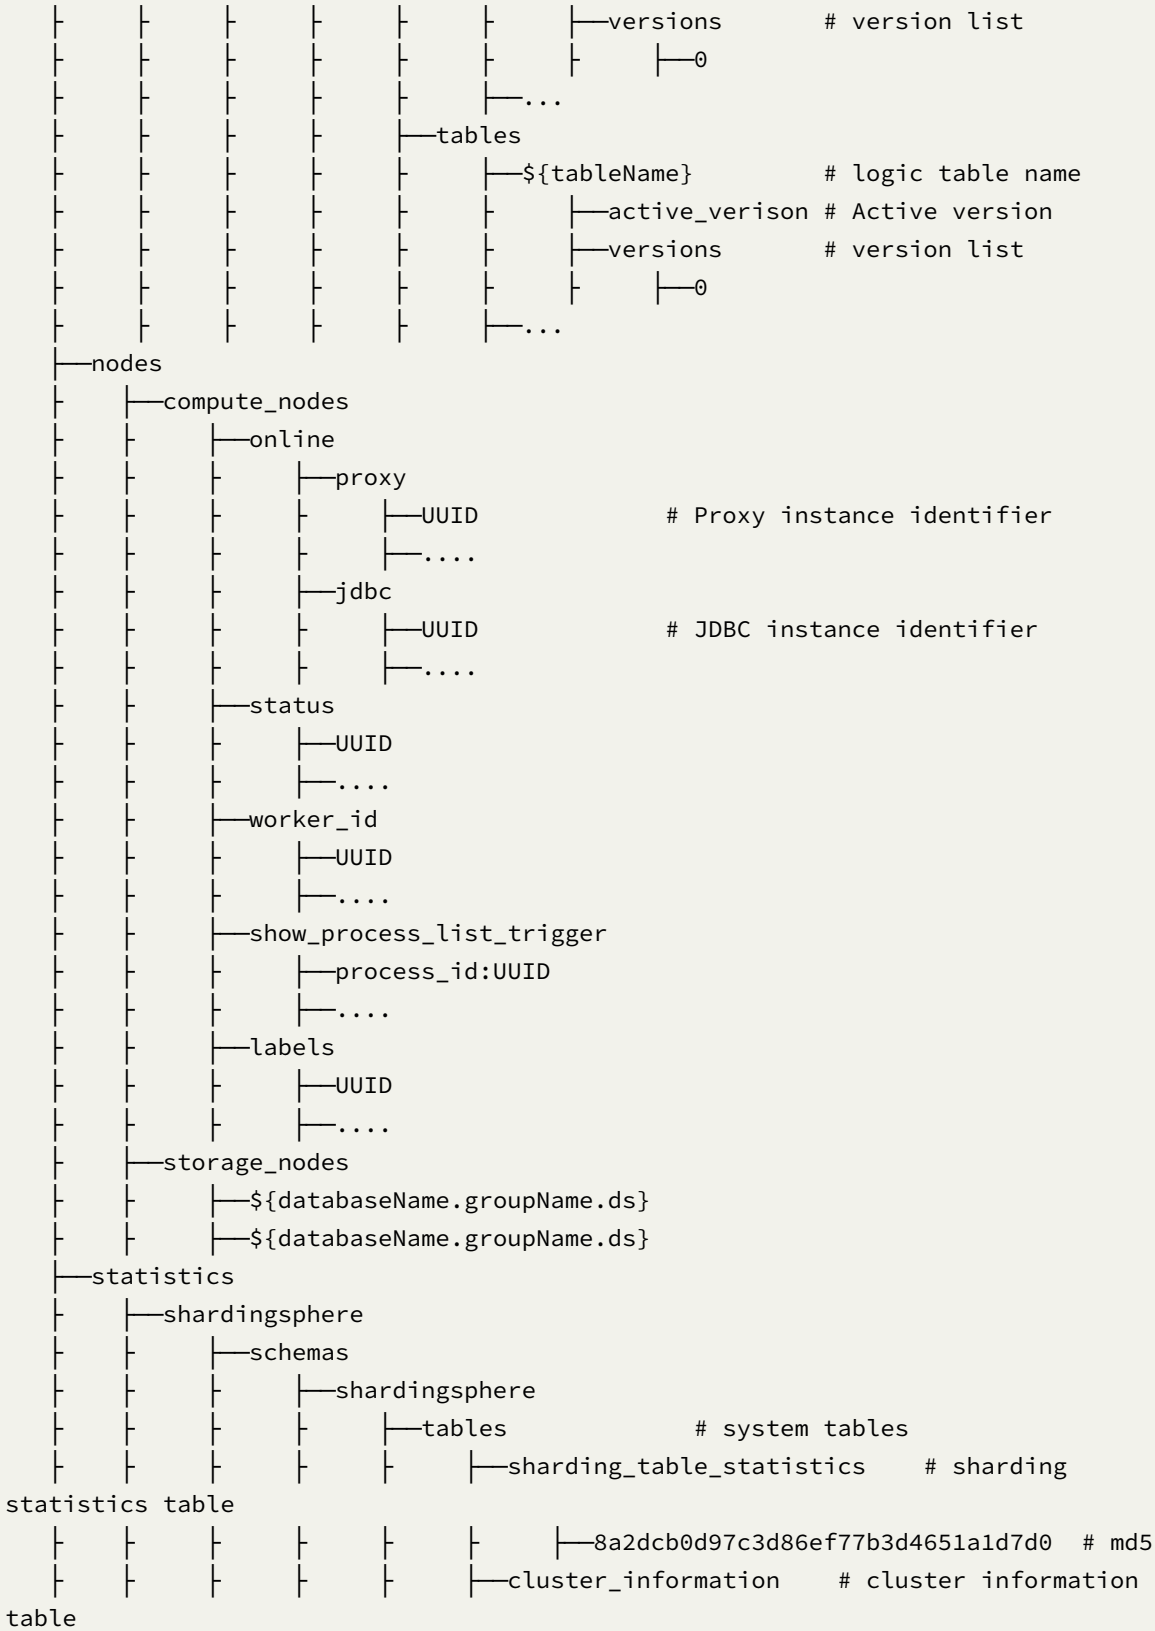 ├      ├      ├      ├      ├      ├      ├──versions       # version list
├      ├      ├      ├      ├      ├      ├      ├──0
├      ├      ├      ├      ├      ├──...
├      ├      ├      ├      ├──tables
├      ├      ├      ├      ├      ├──${tableName}         # logic table name
├      ├      ├      ├      ├      ├      ├──active_verison # Active version
├      ├      ├      ├      ├      ├      ├──versions       # version list
├      ├      ├      ├      ├      ├      ├      ├──0
├      ├      ├      ├      ├      ├──...
├──nodes
├    ├──compute_nodes
├    ├     ├──online
├    ├     ├     ├──proxy
├    ├     ├     ├     ├──UUID             # Proxy instance identifier
├    ├     ├     ├     ├──....
├    ├     ├     ├──jdbc
├    ├     ├     ├     ├──UUID             # JDBC instance identifier
├    ├     ├     ├     ├──....
├    ├     ├──status
├    ├     ├     ├──UUID
├    ├     ├     ├──....
├    ├     ├──worker_id
├    ├     ├     ├──UUID
├    ├     ├     ├──....
├    ├     ├──show_process_list_trigger
├    ├     ├     ├──process_id:UUID
├    ├     ├     ├──....
├    ├     ├──labels
├    ├     ├     ├──UUID
├    ├     ├     ├──....
├    ├──storage_nodes
├    ├     ├──${databaseName.groupName.ds}
├    ├     ├──${databaseName.groupName.ds}
├──statistics
├    ├──shardingsphere
├    ├     ├──schemas
├    ├     ├     ├──shardingsphere
├    ├     ├     ├     ├──tables             # system tables
├    ├     ├     ├     ├     ├──sharding_table_statistics    # sharding
statistics table
├    ├     ├     ├     ├     ├     ├──8a2dcb0d97c3d86ef77b3d4651a1d7d0  # md5
├    ├     ├     ├     ├     ├──cluster_information    # cluster information
table